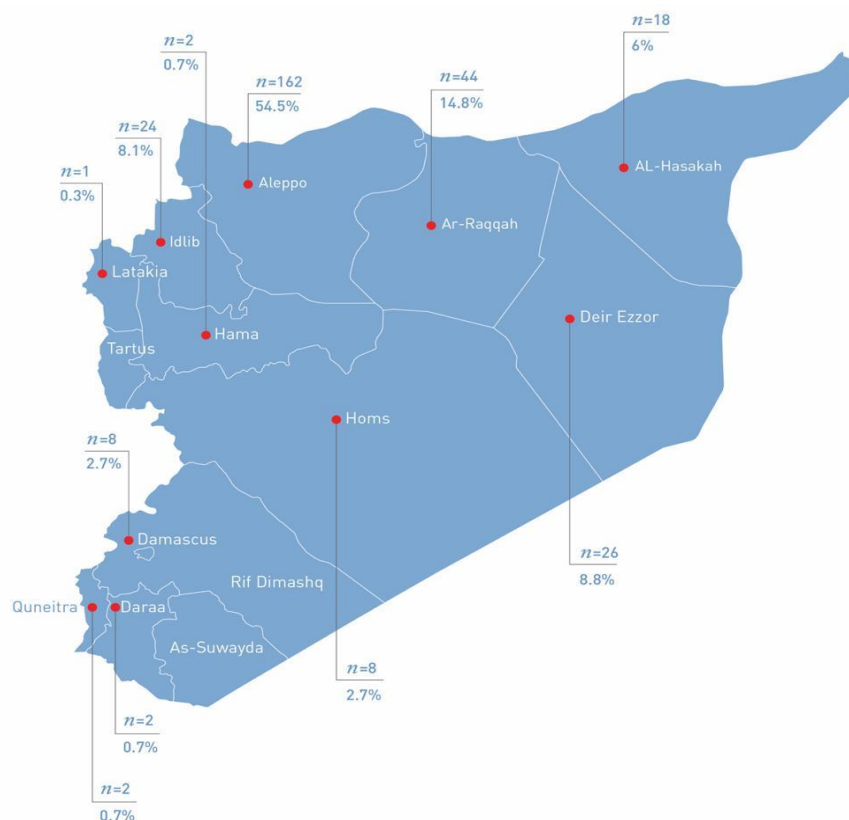 n=18
6%
n=2
0.7%
n=44
14.8%
n=162
54.5%
n=24
8.1%
n=1
0.3%
AL-Hasakah
Aleppo
Ar-Raqqah
Idlib
Latakia
Deir Ezzor
Hama
Tartus
Homs
n=8
2.7%
Damascus
n=26
8.8%
Rif Dimashq
Quneitra
Daraa
As-Suwayda
n=8
2.7%
n=2
0.7%
n=2
0.7%